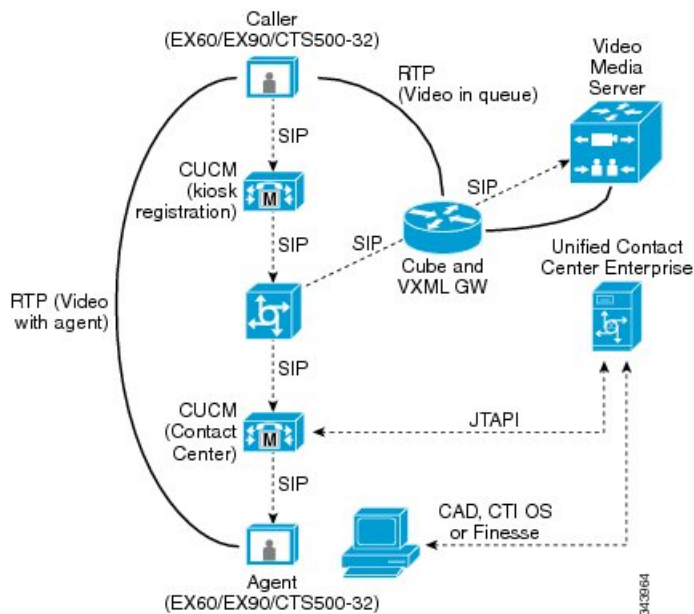 Caller
(EX60/EX90/CTS500-32)
Video
Media
Server
RTP
(Video in queue)
SIP
CUCM
(kiosk
registration)
SIP
SIP
SIP
Cube and
VXML GW
Unified Contact
Center Enterprise
RTP (Video
with agent)
SIP
CUCM
(Contact
Center)
JTAPI
SIP
CAD, CTI OS
or Finesse
Agent
(EX60/EX90/CTS500-32)
M
M
343964